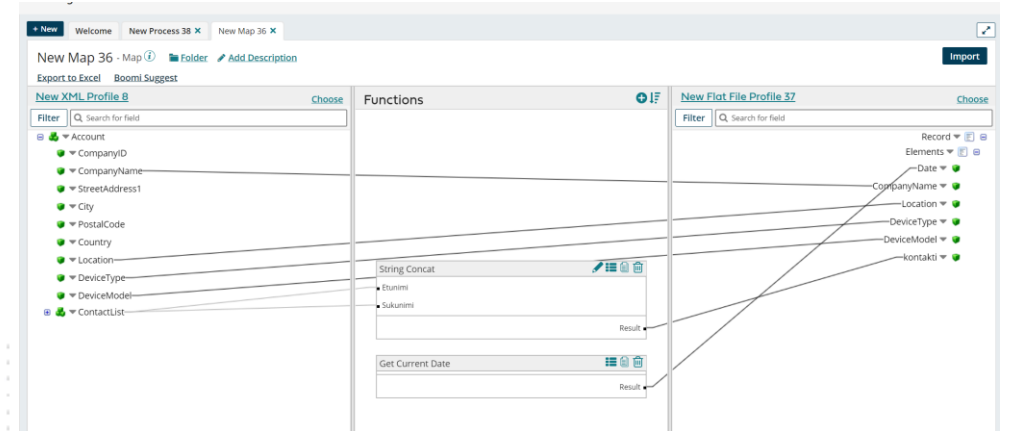 + New Welcome New Process 38 X New Map 36 X
New Map 36 - Map i Folder Add Description
Import
Export to Excel Boomi Suggest
New XML Profile 8 Choose
Filter Search for field
Account
CompanyID
CompanyName
StreetAddress1
City
PostalCode
Country
Location
DeviceType
DeviceModel
ContactList
Functions
String Concat
Etunimi
Sukunimi
Result
Get Current Date
Result
New Flat File Profile 37 Choose
Filter Search for field
Record
Elements
Date
CompanyName
Location
DeviceType
DeviceModel
kontakti